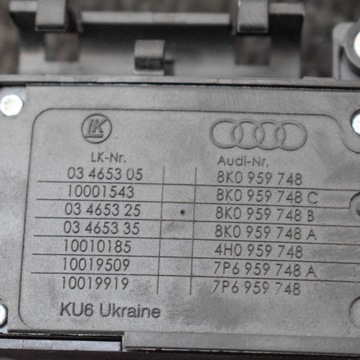 LK
LK-Nr. Audi-Nr.
03 4653 05 8K0 959 748
10001543 8K0 959 748 C
03 4653 25 8K0 959 748 B
03 4653 35 8K0 959 748 A
10010185 4H0 959 748
10019509 7P6 959 748 A
10019919 7P6 959 748
KU6 Ukraine